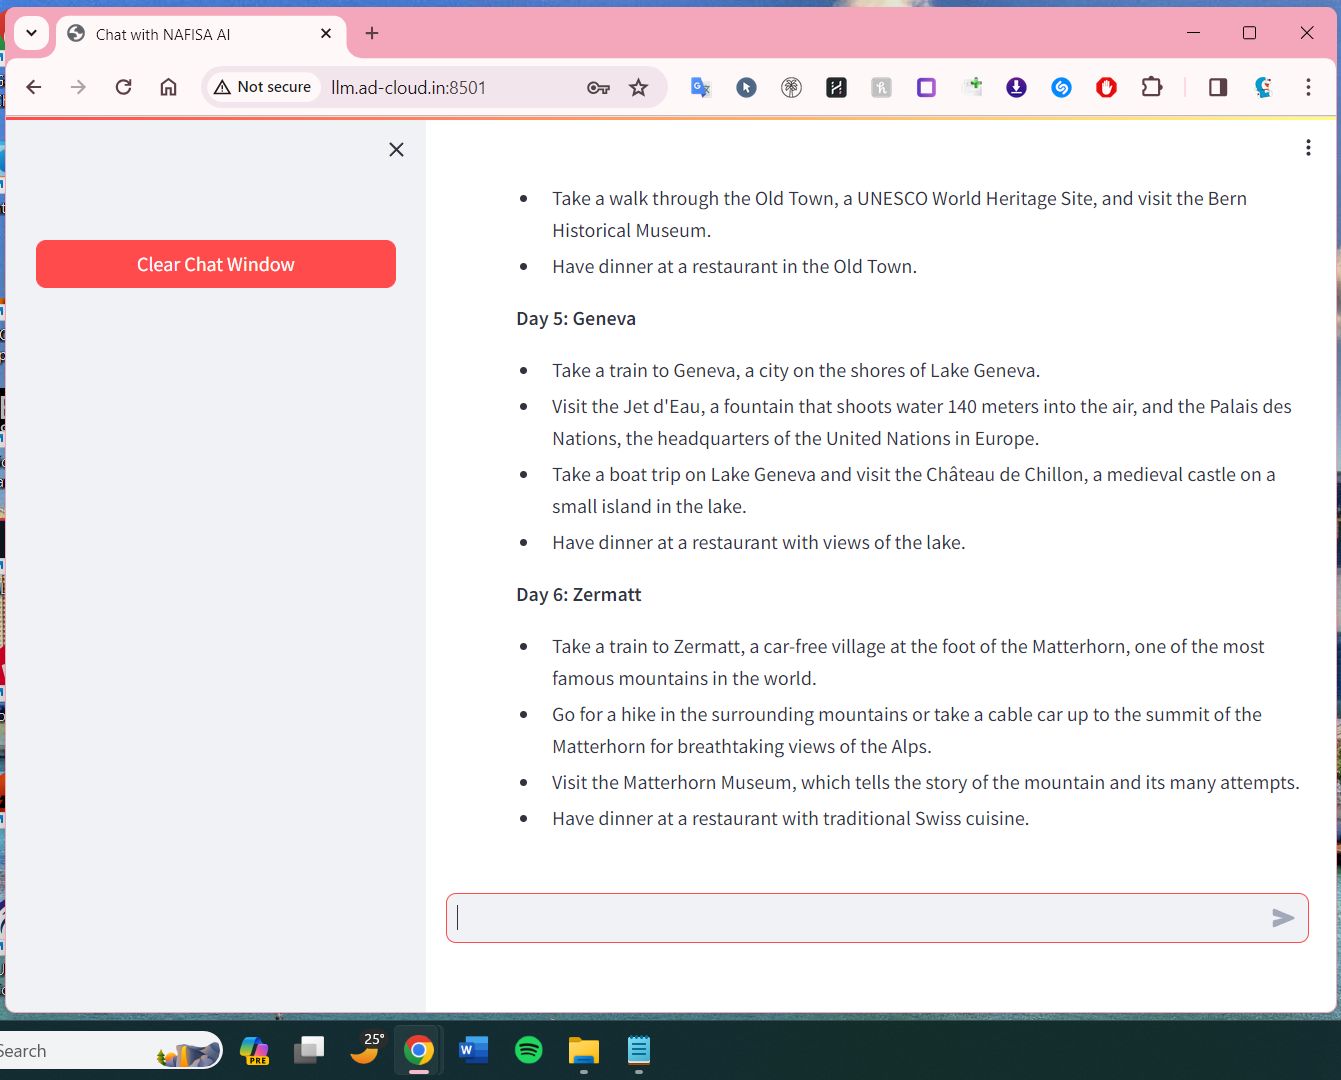 Chat with NAFISA AI
Not secure
llm.ad-cloud.in:8501
Clear Chat Window
Take a walk through the Old Town, a UNESCO World Heritage Site, and visit the Bern
Historical Museum.
Have dinner at a restaurant in the Old Town.
Day 5: Geneva
Take a train to Geneva, a city on the shores of Lake Geneva.
Visit the Jet d'Eau, a fountain that shoots water 140 meters into the air, and the Palais des
Nations, the headquarters of the United Nations in Europe.
Take a boat trip on Lake Geneva and visit the Château de Chillon, a medieval castle on a
small island in the lake.
Have dinner at a restaurant with views of the lake.
Day 6: Zermatt
Take a train to Zermatt, a car-free village at the foot of the Matterhorn, one of the most
famous mountains in the world.
Go for a hike in the surrounding mountains or take a cable car up to the summit of the
Matterhorn for breathtaking views of the Alps.
Visit the Matterhorn Museum, which tells the story of the mountain and its many attempts.
Have dinner at a restaurant with traditional Swiss cuisine.
Search
PRE
25°